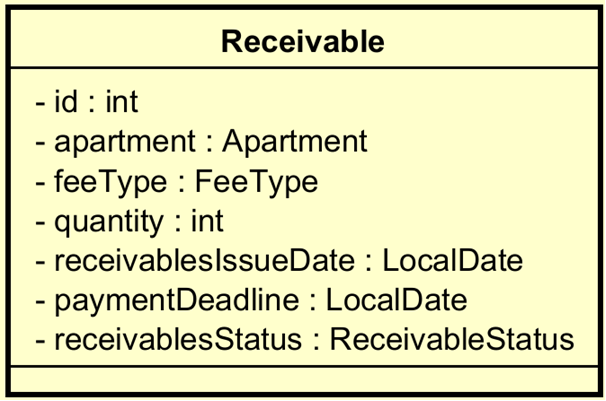 Receivable
- id : int
- apartment : Apartment
- feeType : FeeType
- quantity : int
- receivablesIssueDate : LocalDate
- paymentDeadline : LocalDate
- receivablesStatus : ReceivableStatus